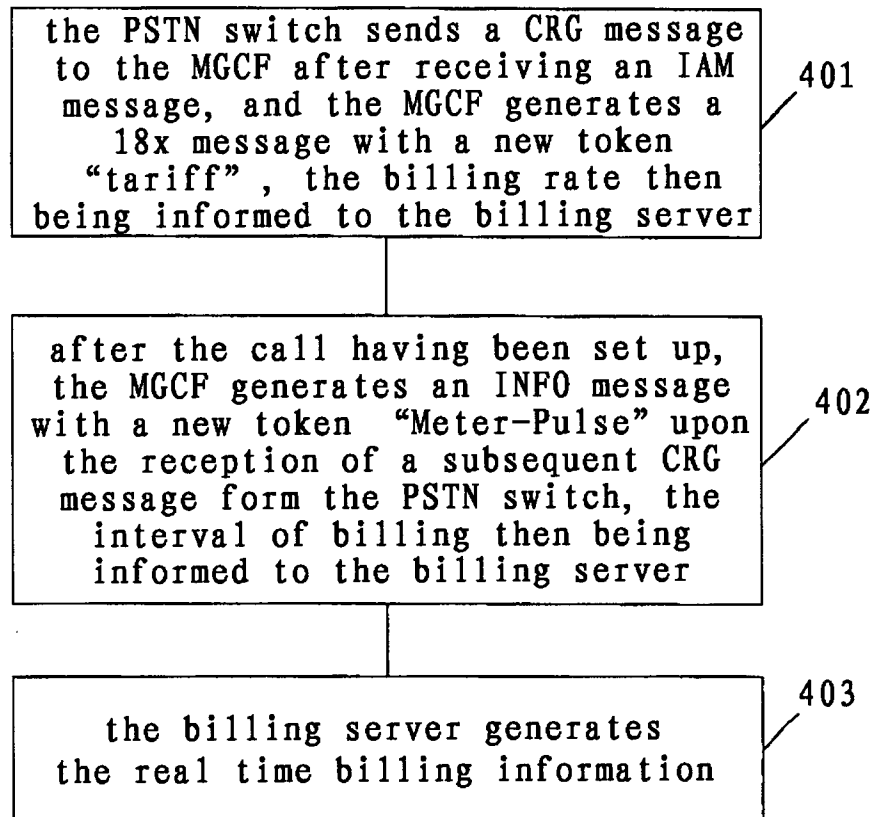 the PSTN switch sends a CRG message
to the MGCF after receiving an IAM
message, and the MGCF generates a
18x message with a new token
“tariff” , the billing rate then
being informed to the billing server
401
after the call having been set up,
the MGCF generates an INFO message
with a new token “Meter-Pulse” upon
the reception of a subsequent CRG
message form the PSTN switch, the
interval of billing then being
informed to the billing server
402
the billing server generates
the real time billing information
403